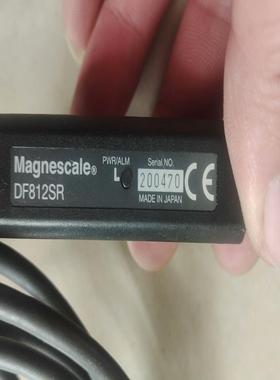 Magnescale®
DF812SR
PWR/ALM
Serial NO.
200470
MADE IN JAPAN
CE